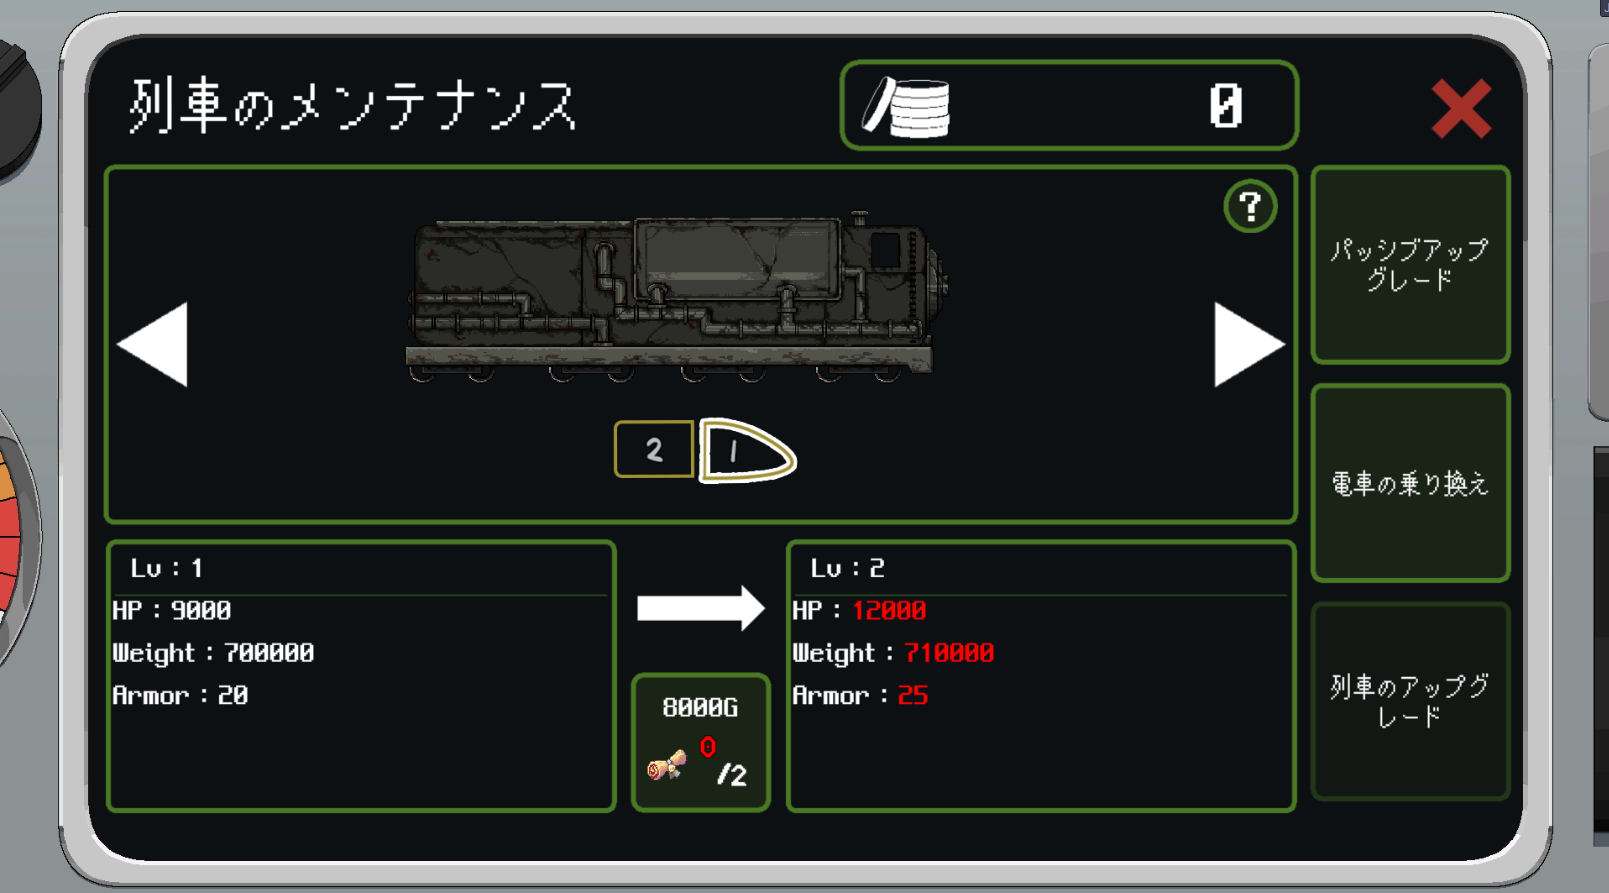 列車のメンテナンス
0
?
パッシブアップ
グレード
2
1
電車の乗り換え
Lv : 1
HP : 9000
Weight : 700000
Armor : 20
8000G
0
/2
Lv : 2
HP : 12000
Weight : 710000
Armor : 25
列車のアップグ
レード